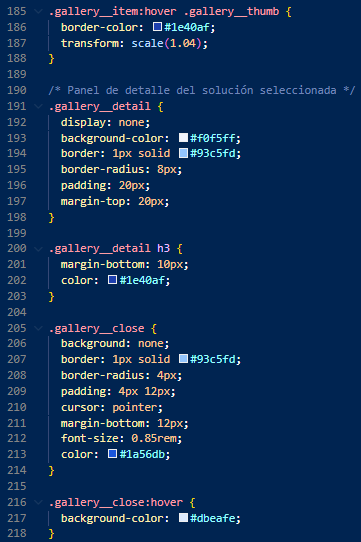 185 .gallery__item:hover .gallery__thumb {
186 border-color: #1e40af;
187 transform: scale(1.04);
188 }
189
190 /* Panel de detalle del solución seleccionada */
191 .gallery__detail {
192 display: none;
193 background-color: #f0f5ff;
194 border: 1px solid #93c5fd;
195 border-radius: 8px;
196 padding: 20px;
197 margin-top: 20px;
198 }
199
200 .gallery__detail h3 {
201 margin-bottom: 10px;
202 color: #1e40af;
203 }
204
205 .gallery__close {
206 background: none;
207 border: 1px solid #93c5fd;
208 border-radius: 4px;
209 padding: 4px 12px;
210 cursor: pointer;
211 margin-bottom: 12px;
212 font-size: 0.85rem;
213 color: #1a56db;
214 }
215
216 .gallery__close:hover {
217 background-color: #dbeafe;
218 }